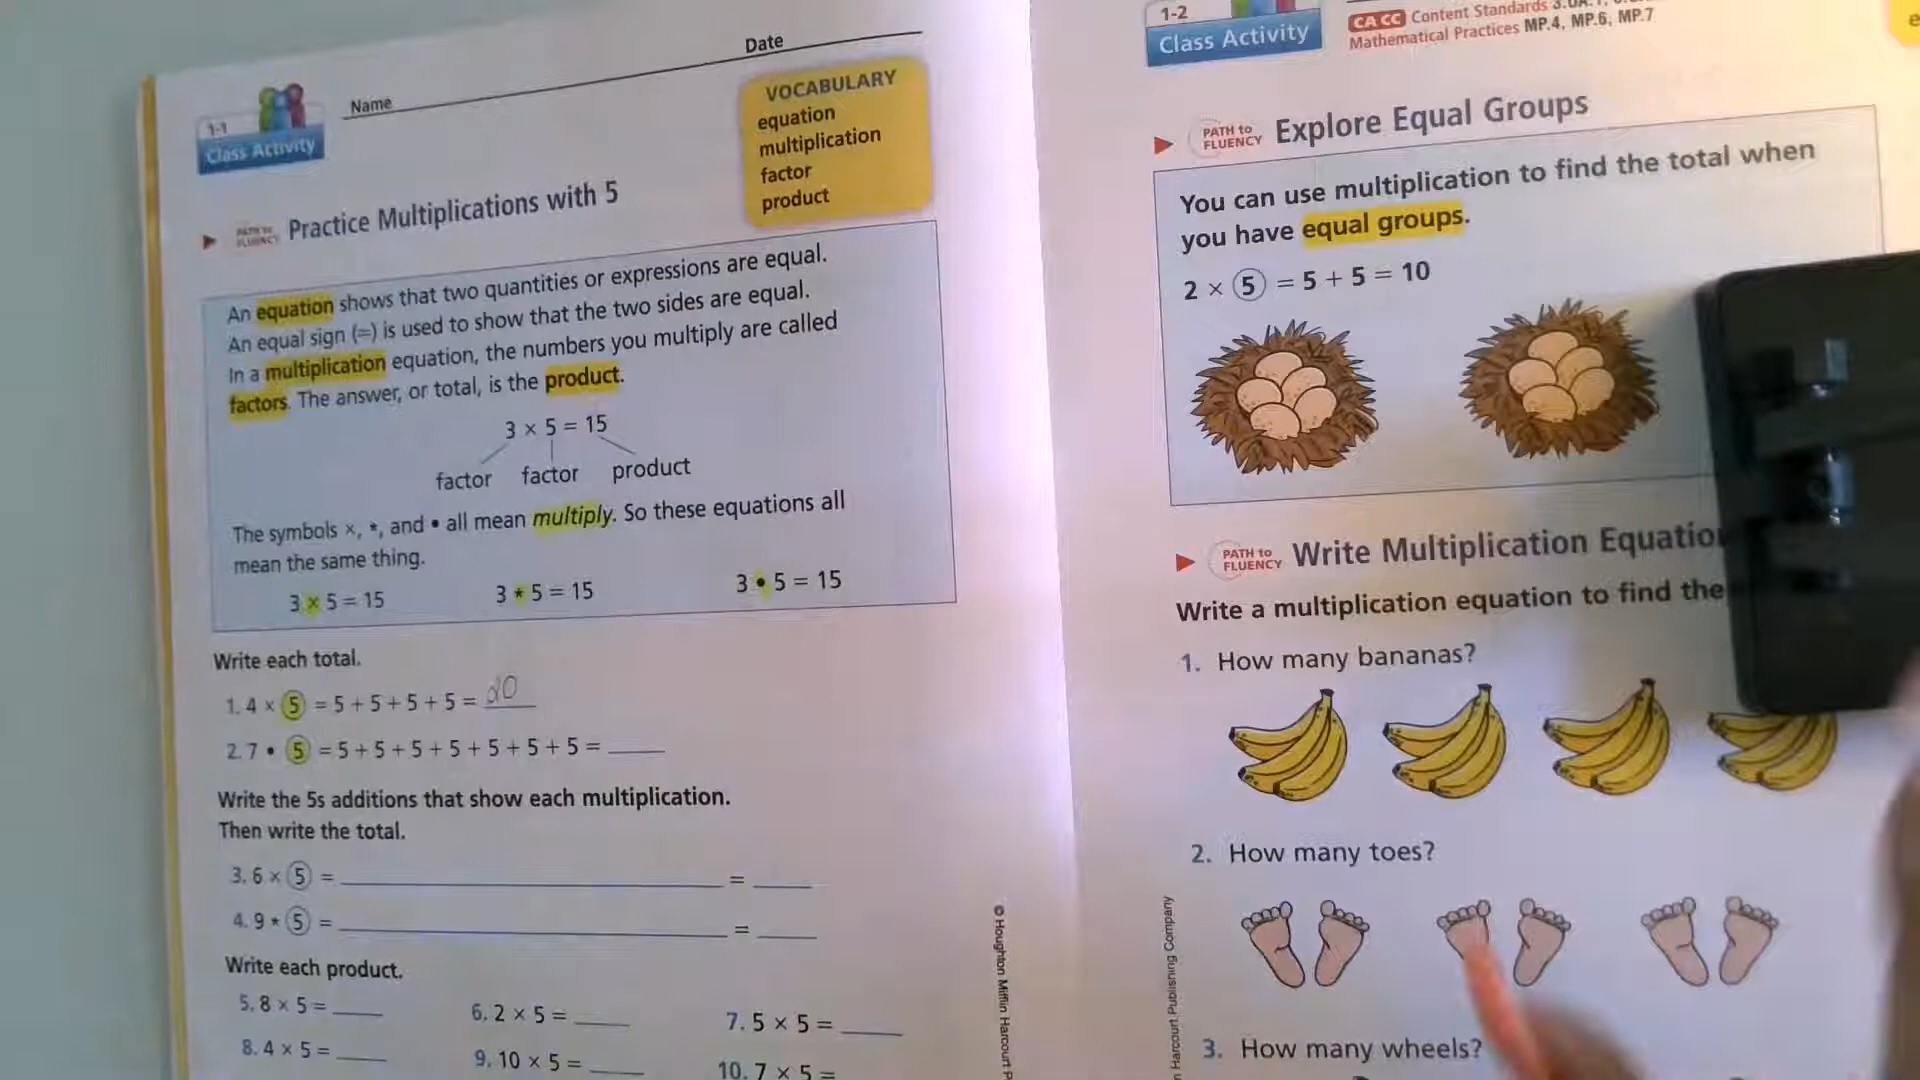 1-1
Class Activity
Name
Date
VOCABULARY
equation
multiplication
factor
product
PATH to
FLUENCY
Practice Multiplications with 5
An equation shows that two quantities or expressions are equal.
An equal sign (=) is used to show that the two sides are equal.
In a multiplication equation, the numbers you multiply are called
factors. The answer, or total, is the product.
3 × 5 = 15
factor factor product
The symbols ×, *, and • all mean multiply. So these equations all
mean the same thing.
3 × 5 = 15 3 * 5 = 15 3 • 5 = 15
Write each total.
1. 4 × 5 = 5 + 5 + 5 + 5 = 20
2. 7 • 5 = 5 + 5 + 5 + 5 + 5 + 5 + 5 =
Write the 5s additions that show each multiplication.
Then write the total.
3. 6 × 5 = =
4. 9 * 5 = =
Write each product.
5. 8 × 5 = 6. 2 × 5 = 7. 5 × 5 =
8. 4 × 5 = 9. 10 × 5 = 10. 7 × 5 =
© Houghton Mifflin Harcourt P
1-2
Class Activity
CA CC Content Standards
Mathematical Practices MP.4, MP.6, MP.7
PATH to
FLUENCY
Explore Equal Groups
You can use multiplication to find the total when
you have equal groups.
2 × 5 = 5 + 5 = 10
PATH to
FLUENCY
Write Multiplication Equatio
Write a multiplication equation to find the
1. How many bananas?
2. How many toes?
3. How many wheels?
n Harcourt Publishing Company